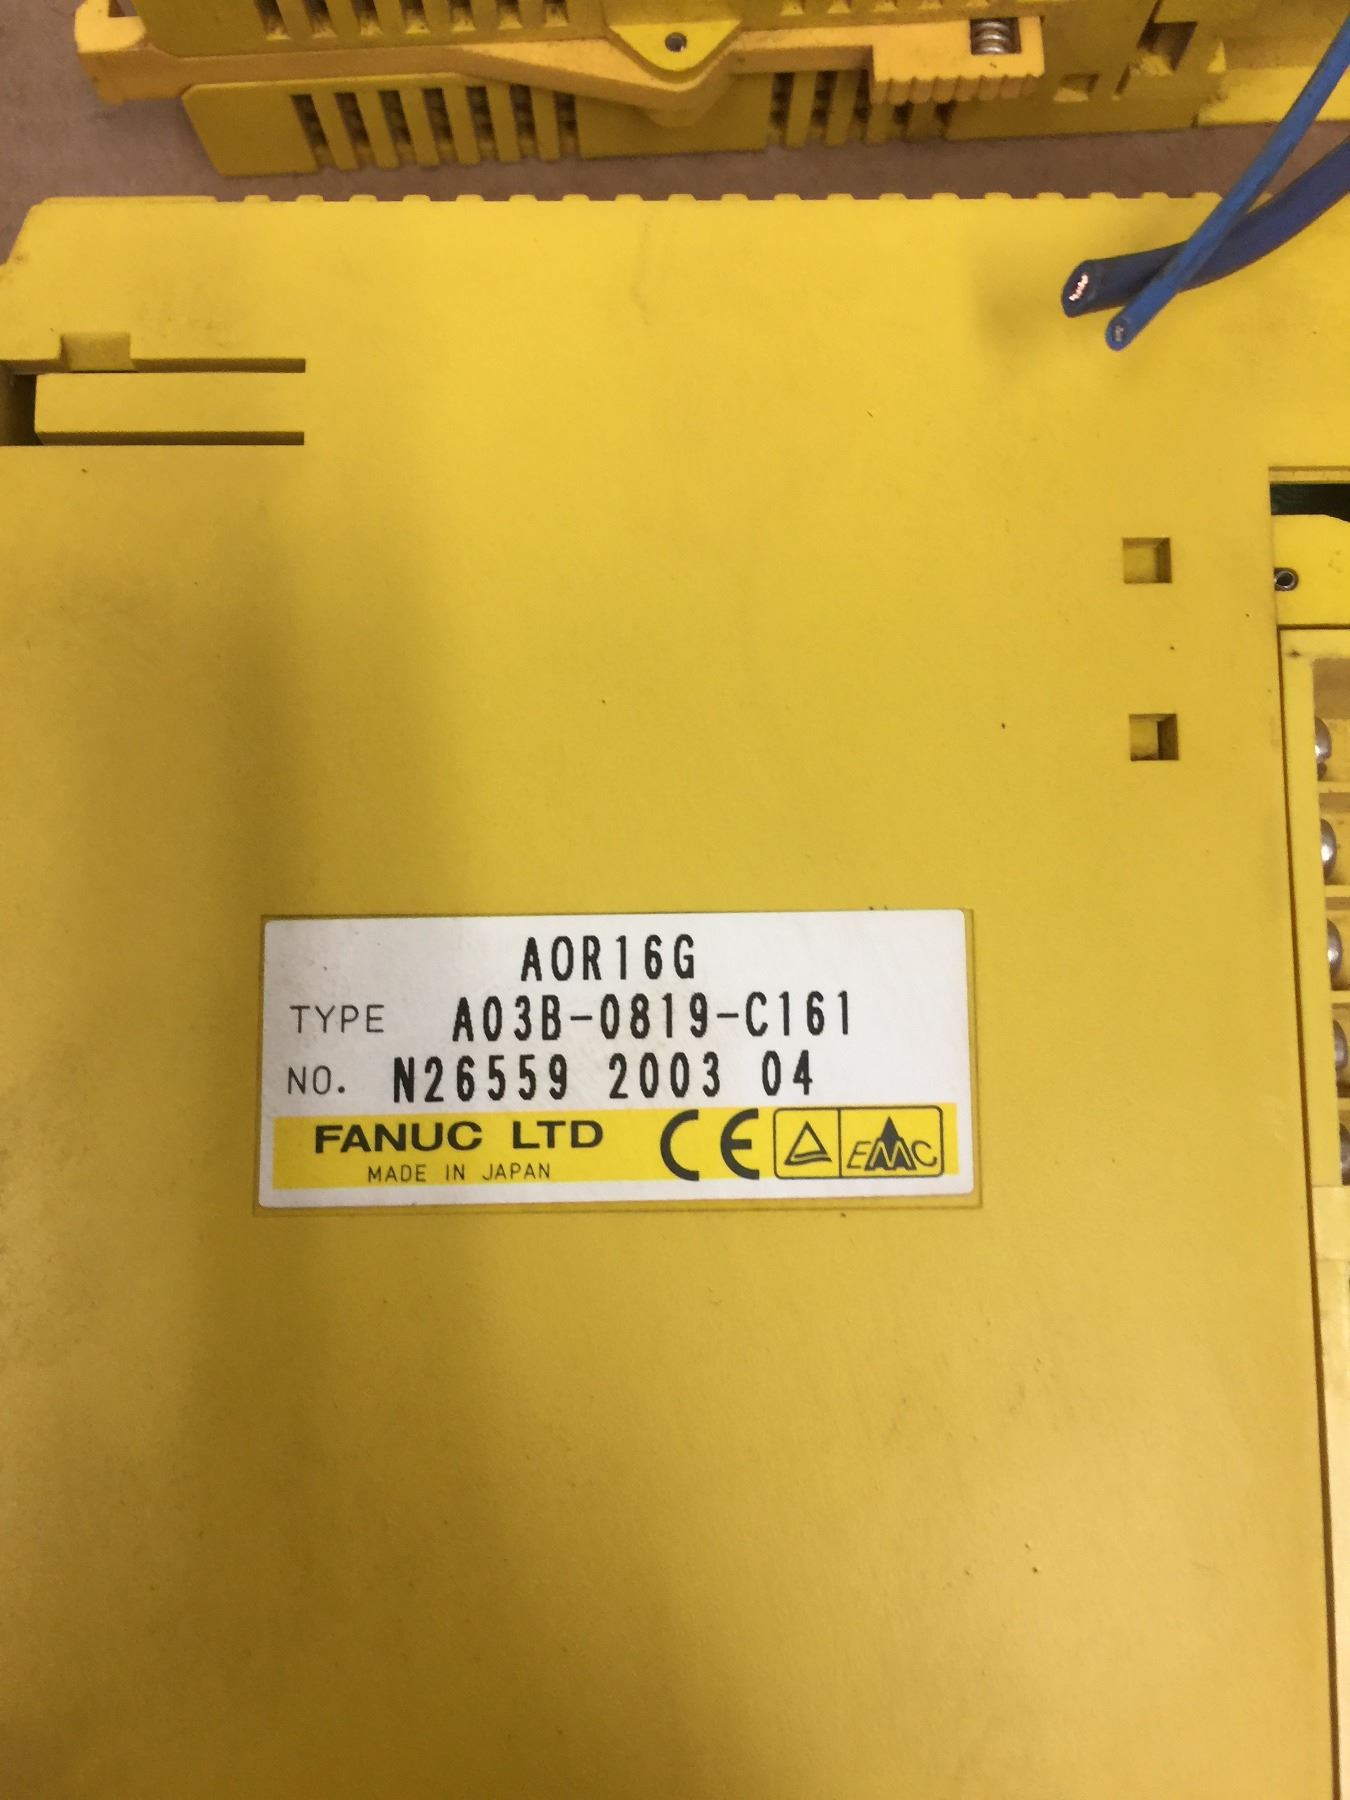 AOR16G
TYPE A03B-0819-C161
NO. N26559 2003 04
FANUC LTD CE EMC
MADE IN JAPAN